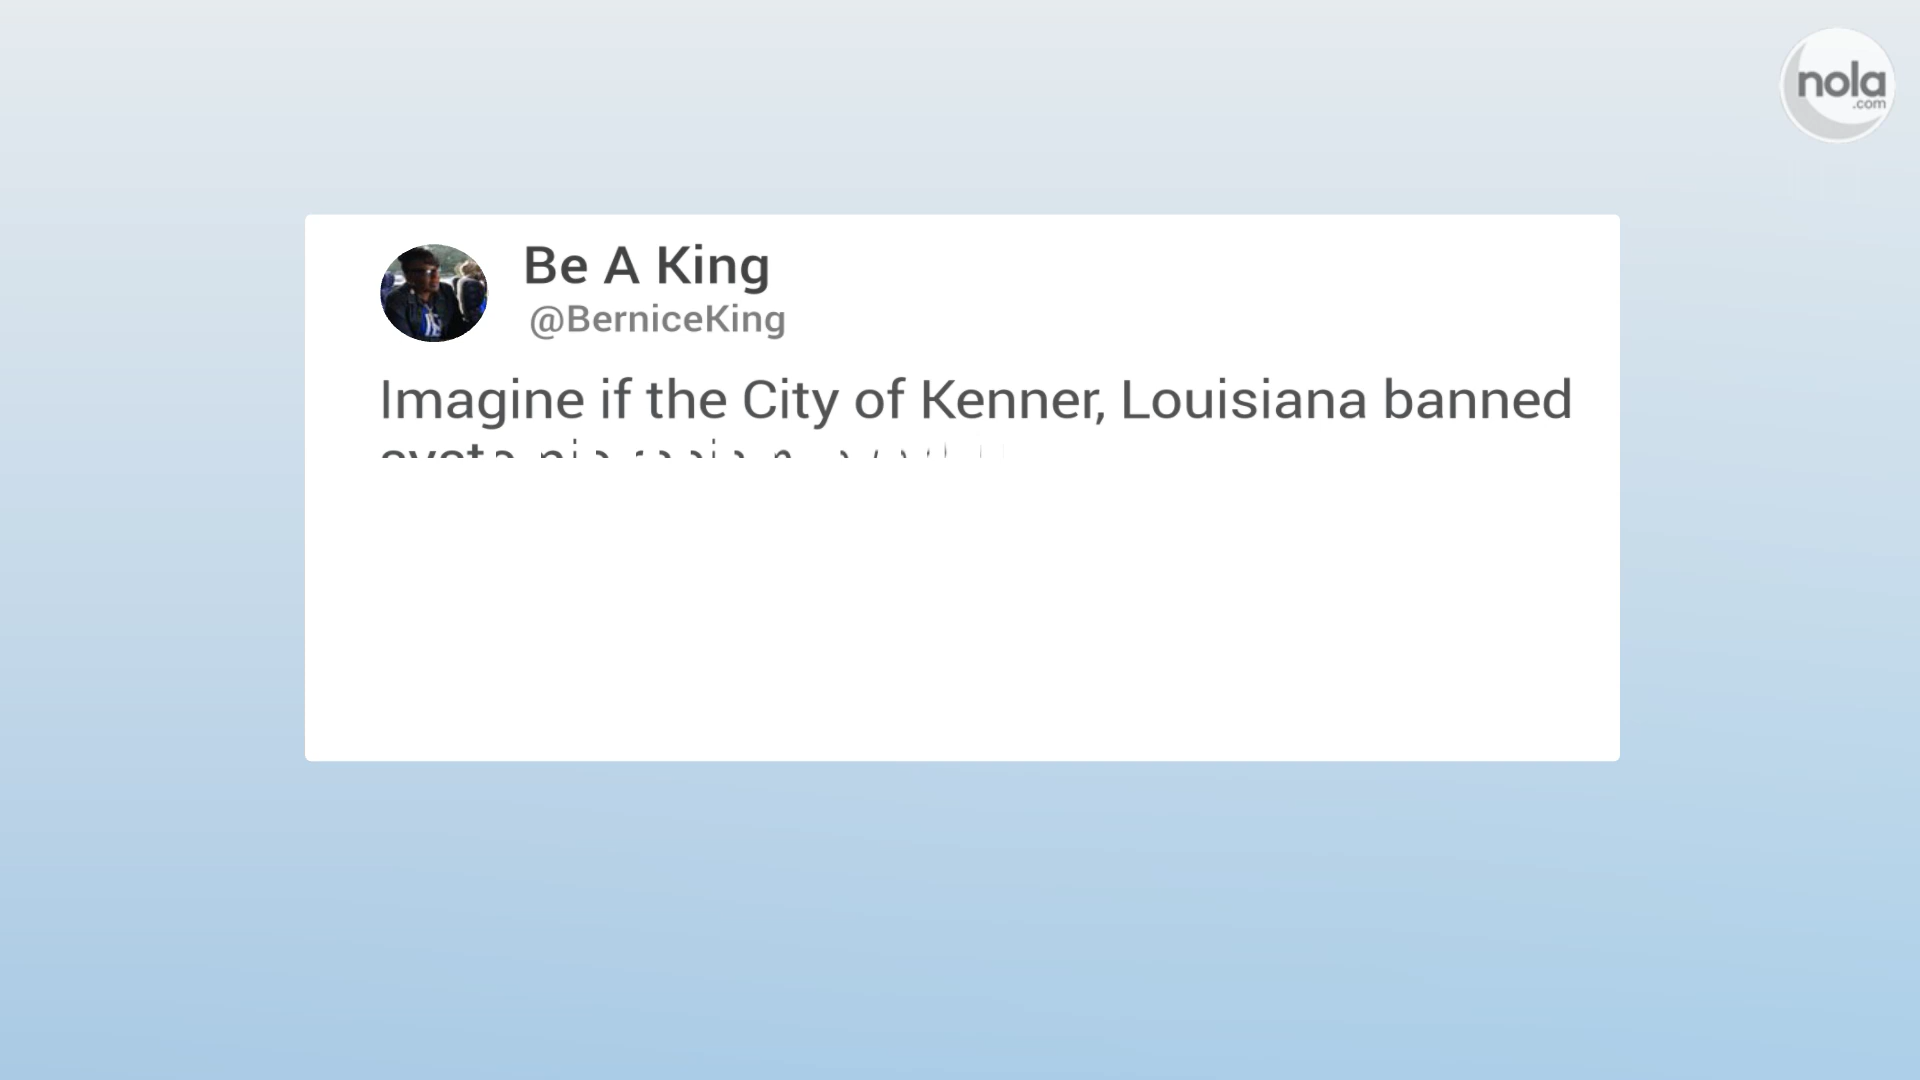 nola
.com
Be A King
@BerniceKing
Imagine if the City of Kenner, Louisiana banned